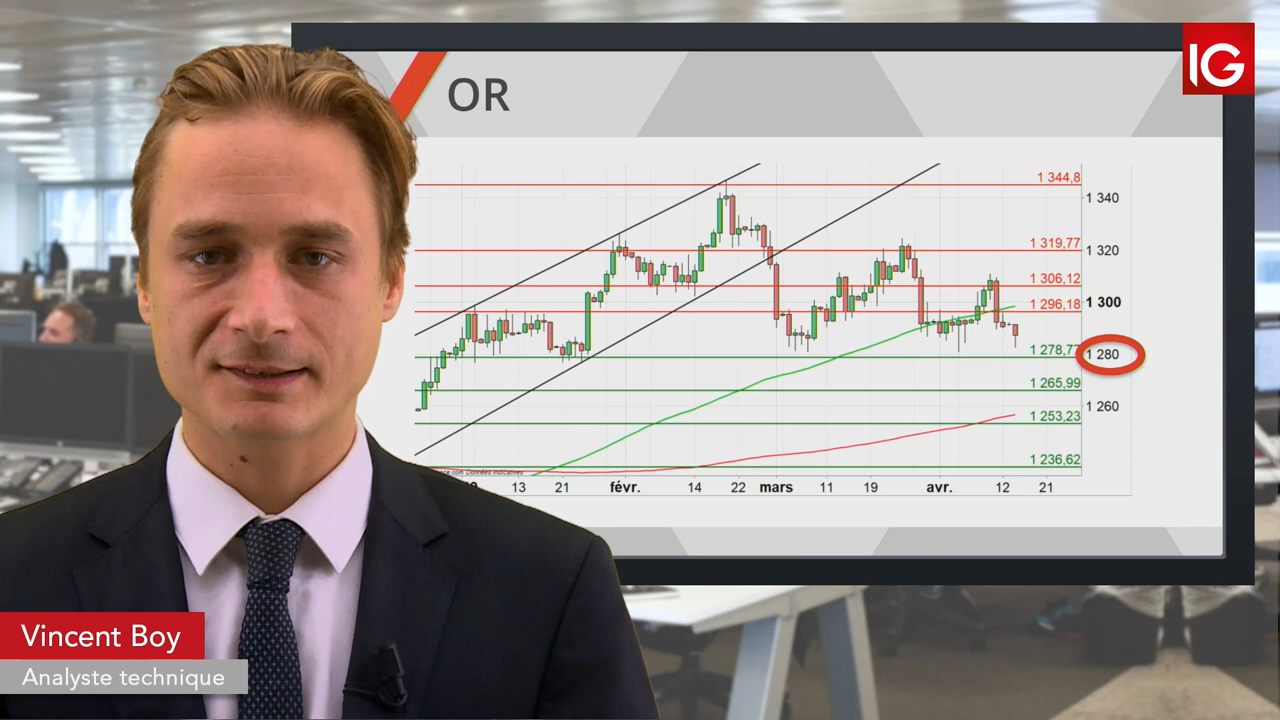 IG
OR
1 344,8
1 340
1 319,77
1 320
1 306,12
1 300
1 296,18
1 278,77
1 280
1 265,99
1 260
1 253,23
1 236,62
Données indicatives
13 21 févr. 14 22 mars 11 19 avr. 12 21
Vincent Boy
Analyste technique